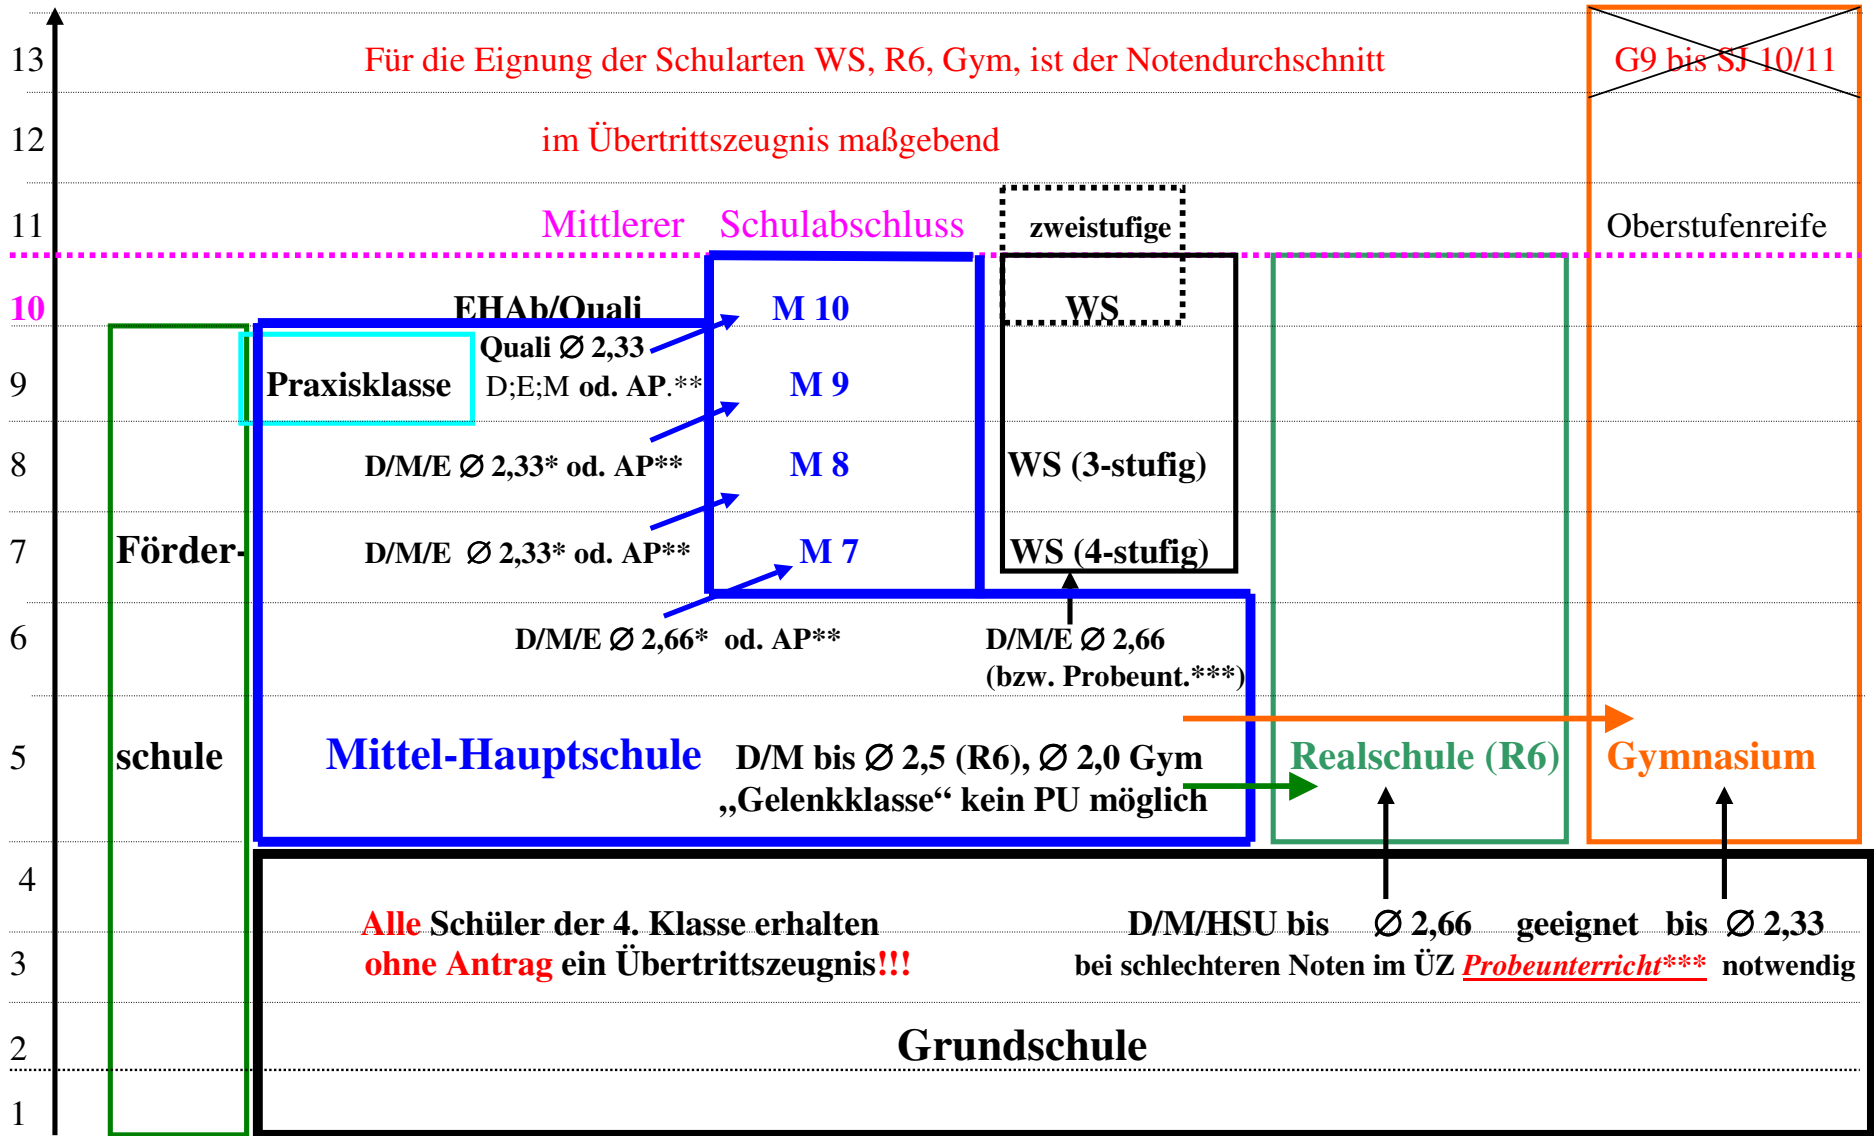 13 Für die Eignung der Schularten WS, R6, Gym, ist der Notendurchschnitt G9 bis SJ 10/11
12 im Übertrittszeugnis maßgebend
11 Mittlerer Schulabschluss zweistufige Oberstufenreife
10 EHAb/Quali M 10 WS
Quali Ø 2,33
9 Praxisklasse D;E;M od. AP.** M 9
8 D/M/E Ø 2,33* od. AP** M 8 WS (3-stufig)
7 Förder- D/M/E Ø 2,33* od. AP** M 7 WS (4-stufig)
6 D/M/E Ø 2,66* od. AP** D/M/E Ø 2,66
(bzw. Probeunt.***)
5 schule Mittel-Hauptschule D/M bis Ø 2,5 (R6), Ø 2,0 Gym Realschule (R6) Gymnasium
„Gelenkklasse“ kein PU möglich
4
Alle Schüler der 4. Klasse erhalten D/M/HSU bis Ø 2,66 geeignet bis Ø 2,33
3 ohne Antrag ein Übertrittszeugnis!!! bei schlechteren Noten im ÜZ Probeunterricht*** notwendig
2 Grundschule
1